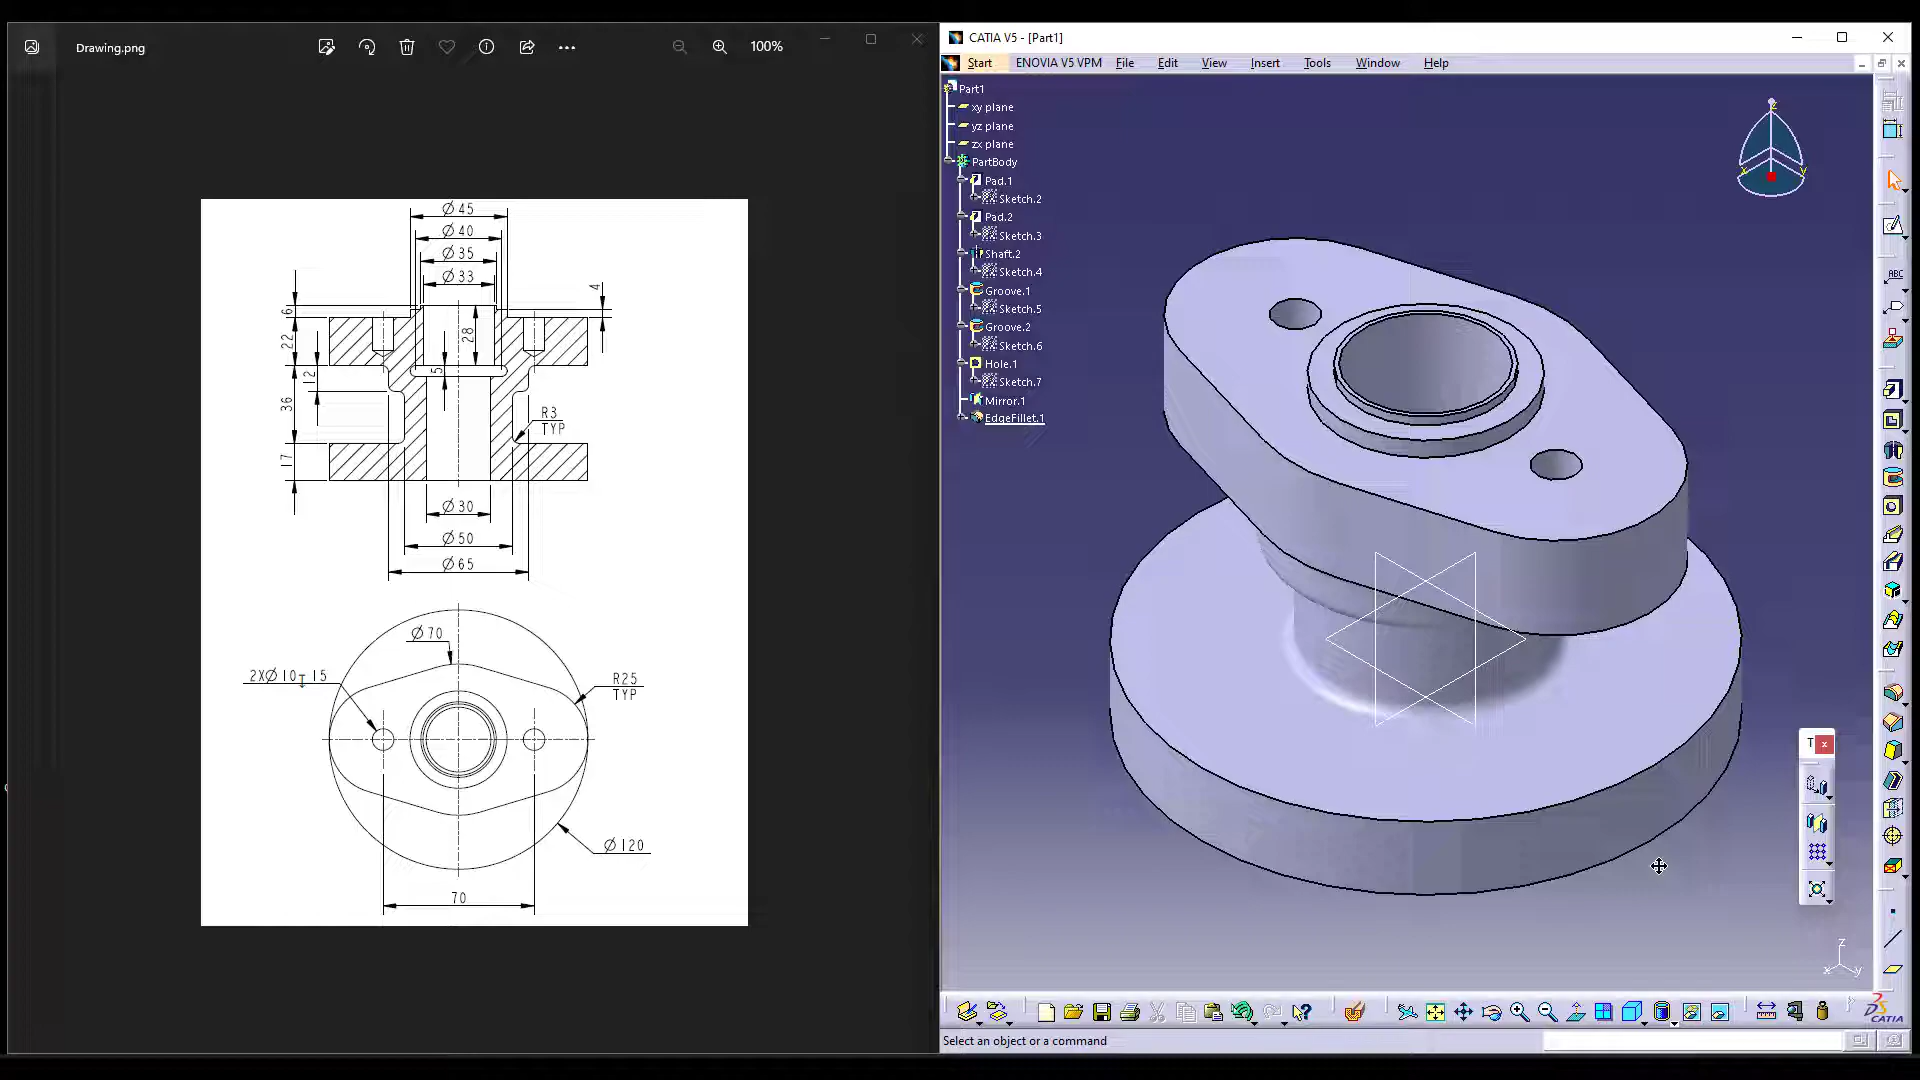 Drawing.png
100%
Ø45
Ø40
Ø35
Ø33
4
6
22
28
12
5
36
R3
TYP
17
Ø30
Ø50
Ø65
Ø70
2XØ10↧15
R25
TYP
Ø120
70
CATIA V5 - [Part1]
Start ENOVIA V5 VPM File Edit View Insert Tools Window Help
Part1
xy plane
yz plane
zx plane
PartBody
Pad.1
Sketch.2
Pad.2
Sketch.3
Shaft.2
Sketch.4
Groove.1
Sketch.5
Groove.2
Sketch.6
Hole.1
Sketch.7
Mirror.1
EdgeFillet.1
z
x y
ABC
T
z
x y
CATIA
Select an object or a command